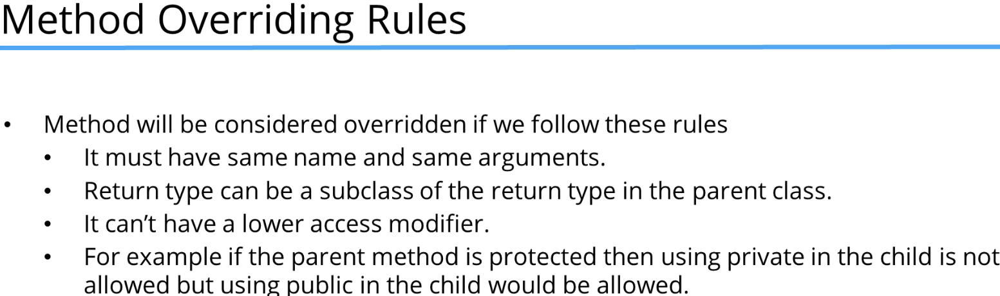 Method Overriding Rules
• Method will be considered overridden if we follow these rules
• It must have same name and same arguments.
• Return type can be a subclass of the return type in the parent class.
• It can’t have a lower access modifier.
• For example if the parent method is protected then using private in the child is not
allowed but using public in the child would be allowed.